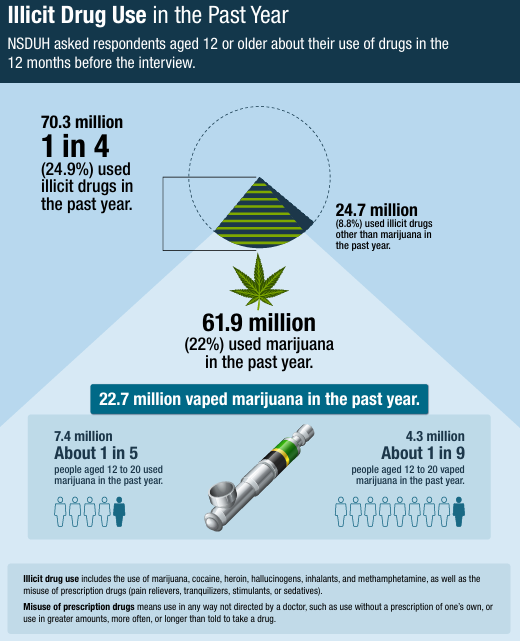 Illicit Drug Use in the Past Year
NSDUH asked respondents aged 12 or older about their use of drugs in the
12 months before the interview.
70.3 million
1 in 4
(24.9%) used
illicit drugs in
the past year.
24.7 million
(8.8%) used illicit drugs
other than marijuana in
the past year.
61.9 million
(22%) used marijuana
in the past year.
22.7 million vaped marijuana in the past year.
7.4 million
About 1 in 5
people aged 12 to 20 used
marijuana in the past year.
4.3 million
About 1 in 9
people aged 12 to 20 vaped
marijuana in the past year.
Illicit drug use includes the use of marijuana, cocaine, heroin, hallucinogens, inhalants, and methamphetamine, as well as the
misuse of prescription drugs (pain relievers, tranquilizers, stimulants, or sedatives).
Misuse of prescription drugs means use in any way not directed by a doctor, such as use without a prescription of one's own, or
use in greater amounts, more often, or longer than told to take a drug.